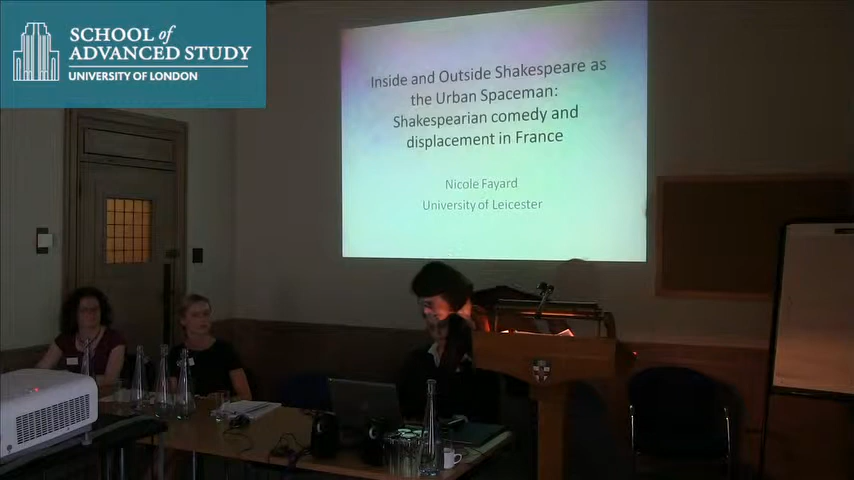 SCHOOL of
ADVANCED STUDY
UNIVERSITY OF LONDON
Inside and Outside Shakespeare as
the Urban Spaceman:
Shakespearian comedy and
displacement in France
Nicole Fayard
University of Leicester